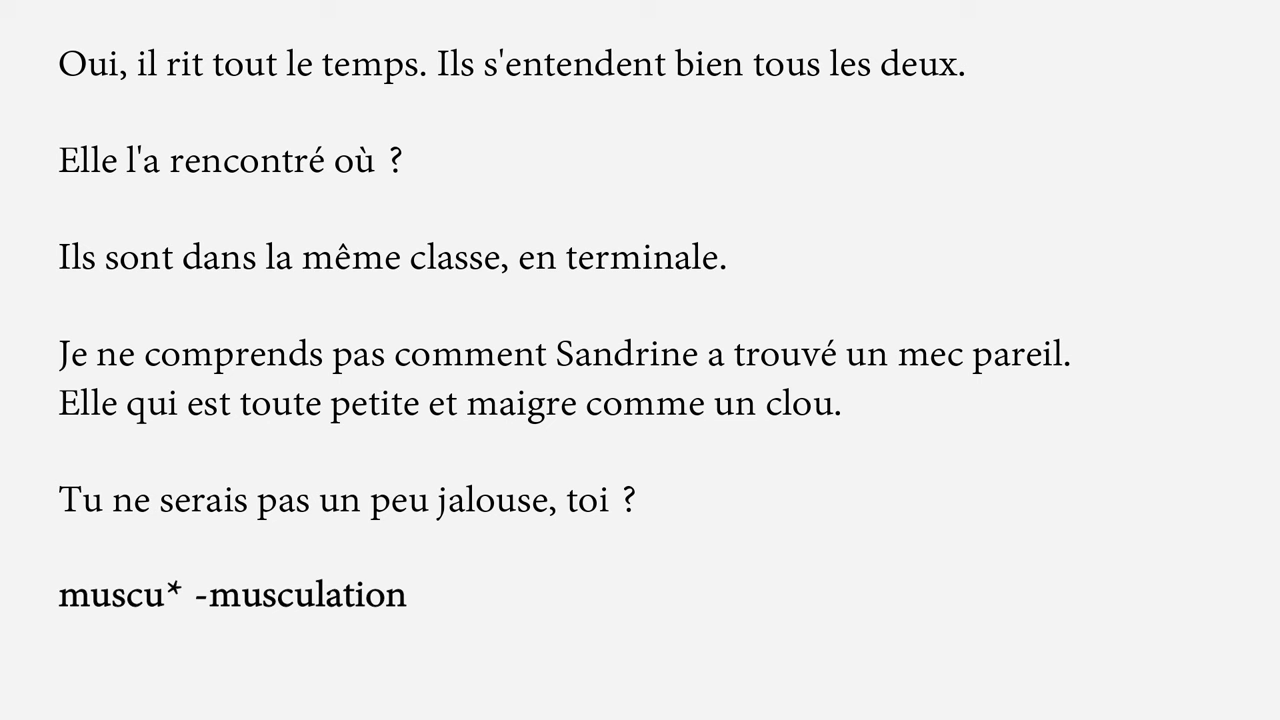 Oui, il rit tout le temps. Ils s'entendent bien tous les deux.
Elle l'a rencontré où ?
Ils sont dans la même classe, en terminale.
Je ne comprends pas comment Sandrine a trouvé un mec pareil.
Elle qui est toute petite et maigre comme un clou.
Tu ne serais pas un peu jalouse, toi ?
muscu* -musculation